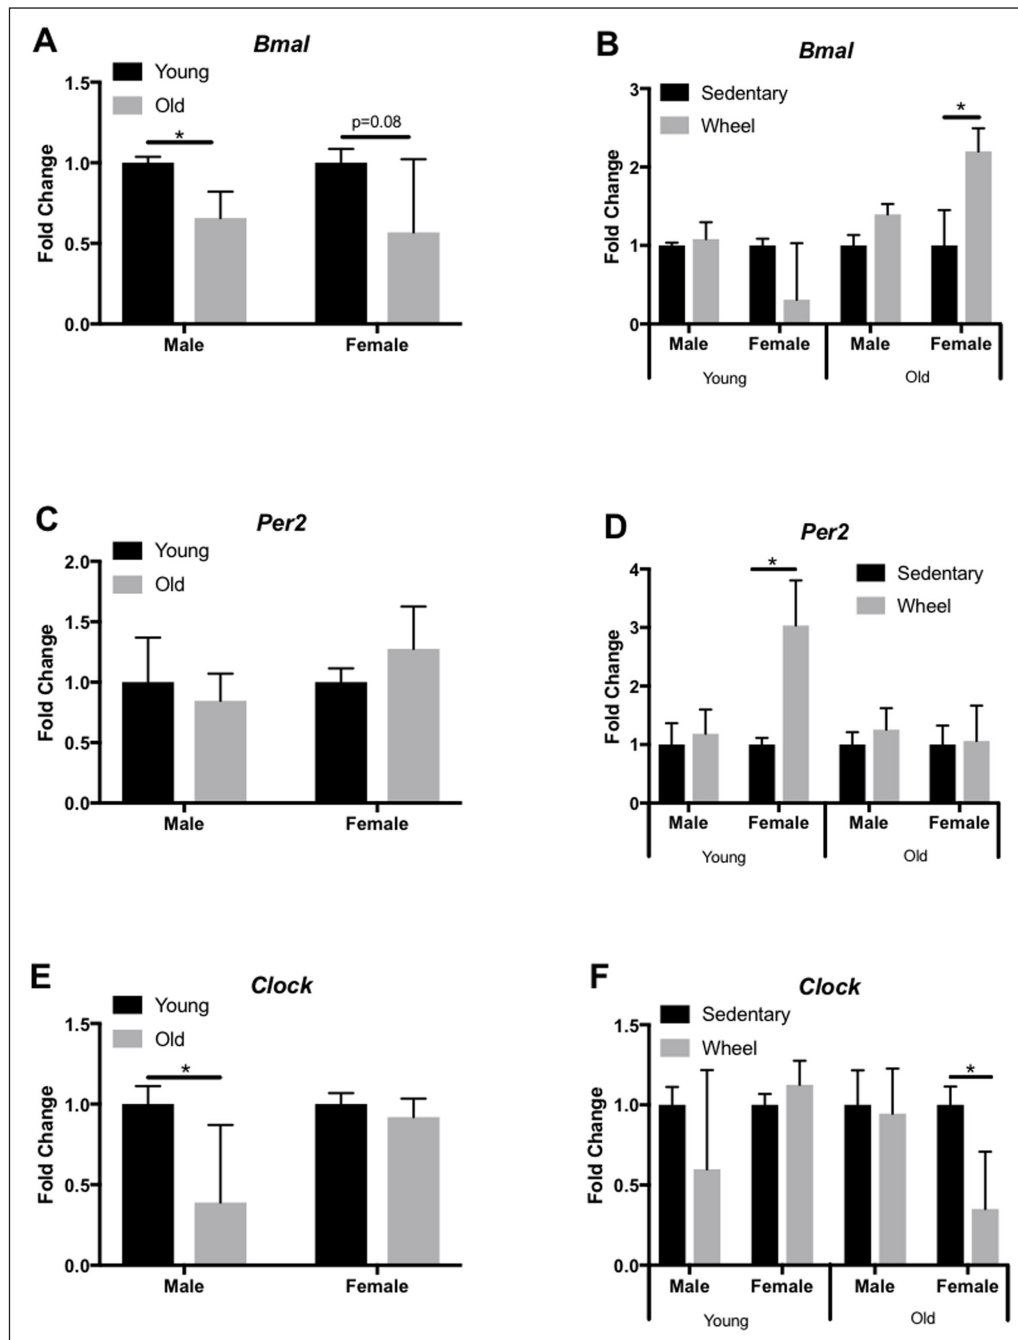 A
Bmal
Young
Old
Fold Change
1.5
1.0
0.5
0.0
*
p=0.08
Male
Female
B
Bmal
Sedentary
Wheel
Fold Change
3
2
1
0
*
Male
Female
Male
Female
Young
Old
C
Per2
Young
Old
Fold Change
2.0
1.5
1.0
0.5
0.0
Male
Female
D
Per2
Sedentary
Wheel
Fold Change
4
3
2
1
0
*
Male
Female
Male
Female
Young
Old
E
Clock
Young
Old
Fold Change
1.5
1.0
0.5
0.0
*
Male
Female
F
Clock
Sedentary
Wheel
Fold Change
1.5
1.0
0.5
0.0
*
Male
Female
Male
Female
Young
Old